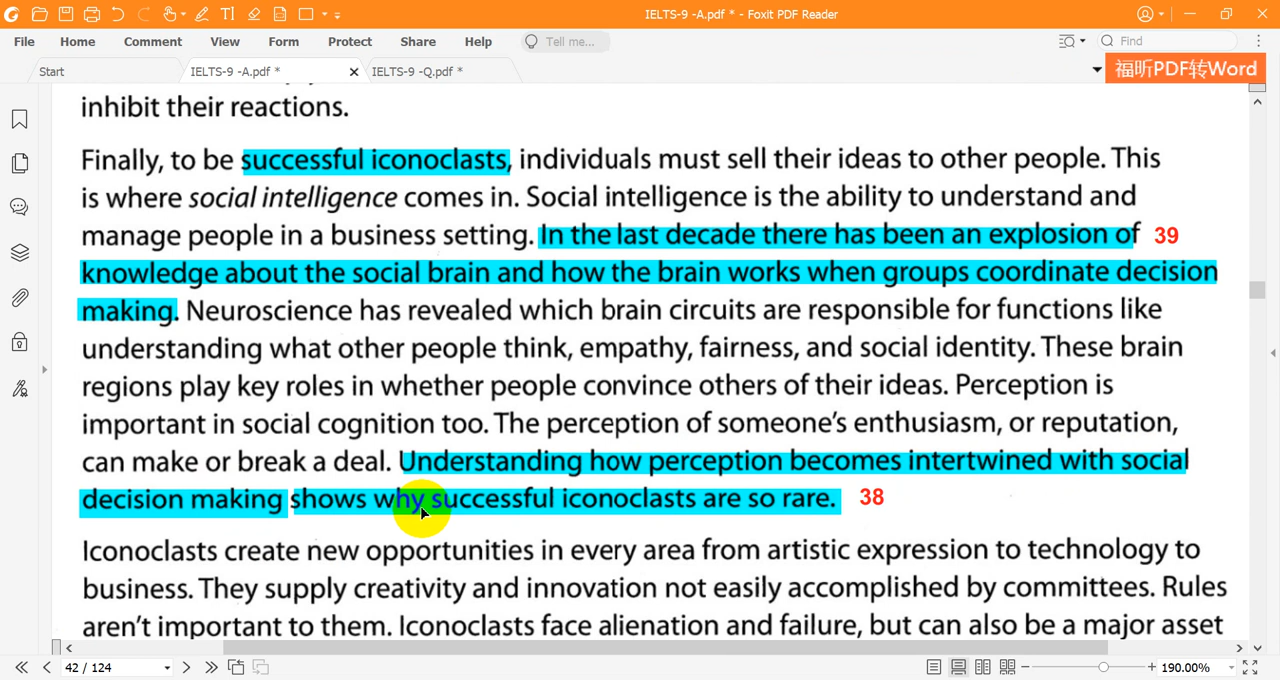 IELTS-9 -A.pdf * - Foxit PDF Reader
File Home Comment View Form Protect Share Help Tell me... Find
Start IELTS-9 -A.pdf * IELTS-9 -Q.pdf * 福昕PDF转Word
inhibit their reactions.
Finally, to be successful iconoclasts, individuals must sell their ideas to other people. This
is where social intelligence comes in. Social intelligence is the ability to understand and
manage people in a business setting. In the last decade there has been an explosion of 39
knowledge about the social brain and how the brain works when groups coordinate decision
making. Neuroscience has revealed which brain circuits are responsible for functions like
understanding what other people think, empathy, fairness, and social identity. These brain
regions play key roles in whether people convince others of their ideas. Perception is
important in social cognition too. The perception of someone's enthusiasm, or reputation,
can make or break a deal. Understanding how perception becomes intertwined with social
decision making shows why successful iconoclasts are so rare. 38
Iconoclasts create new opportunities in every area from artistic expression to technology to
business. They supply creativity and innovation not easily accomplished by committees. Rules
aren't important to them. Iconoclasts face alienation and failure, but can also be a major asset
42 / 124 190.00%